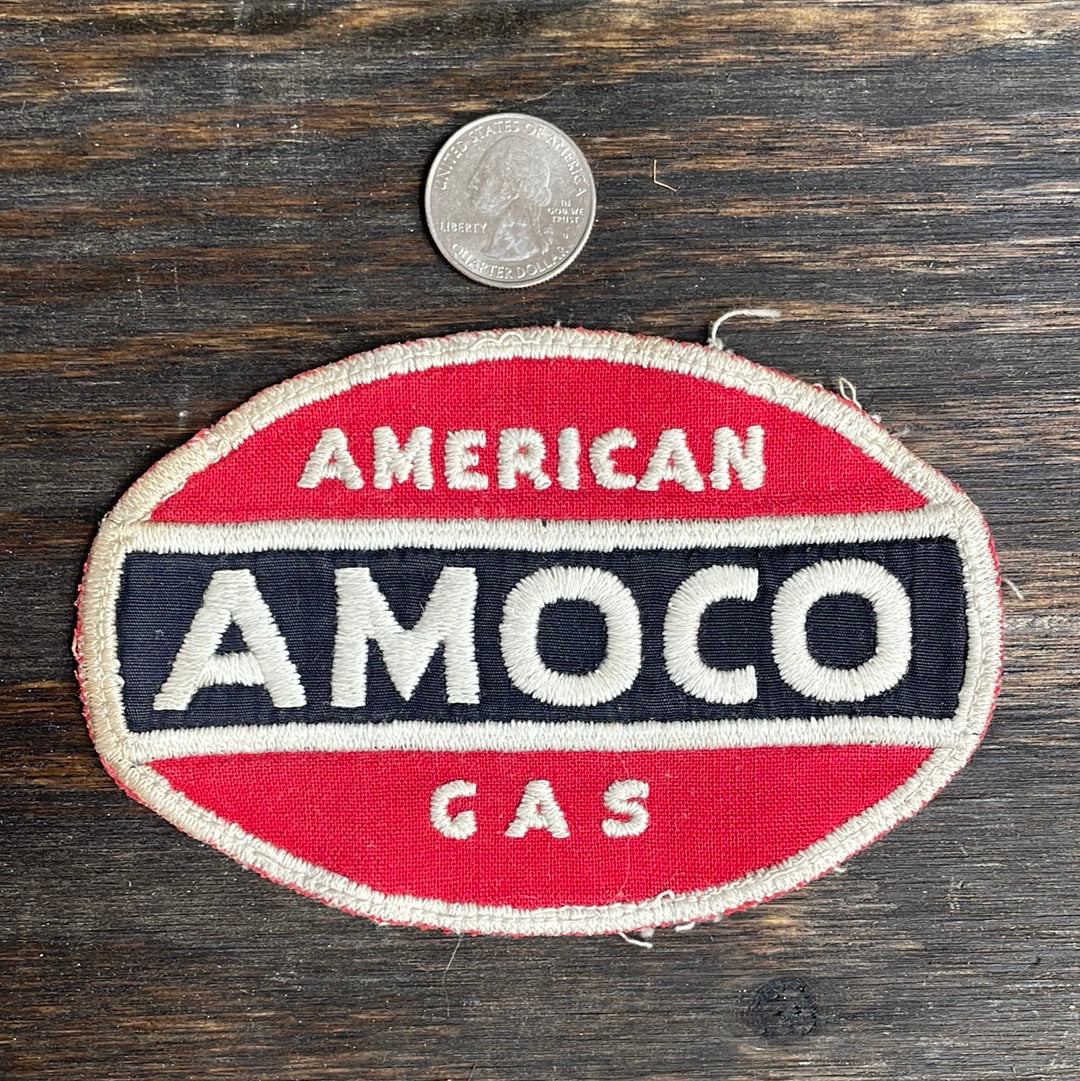 UNITED STATES OF AMERICA
LIBERTY
IN
GOD WE
TRUST
QUARTER DOLLAR
AMERICAN
AMOCO
GAS